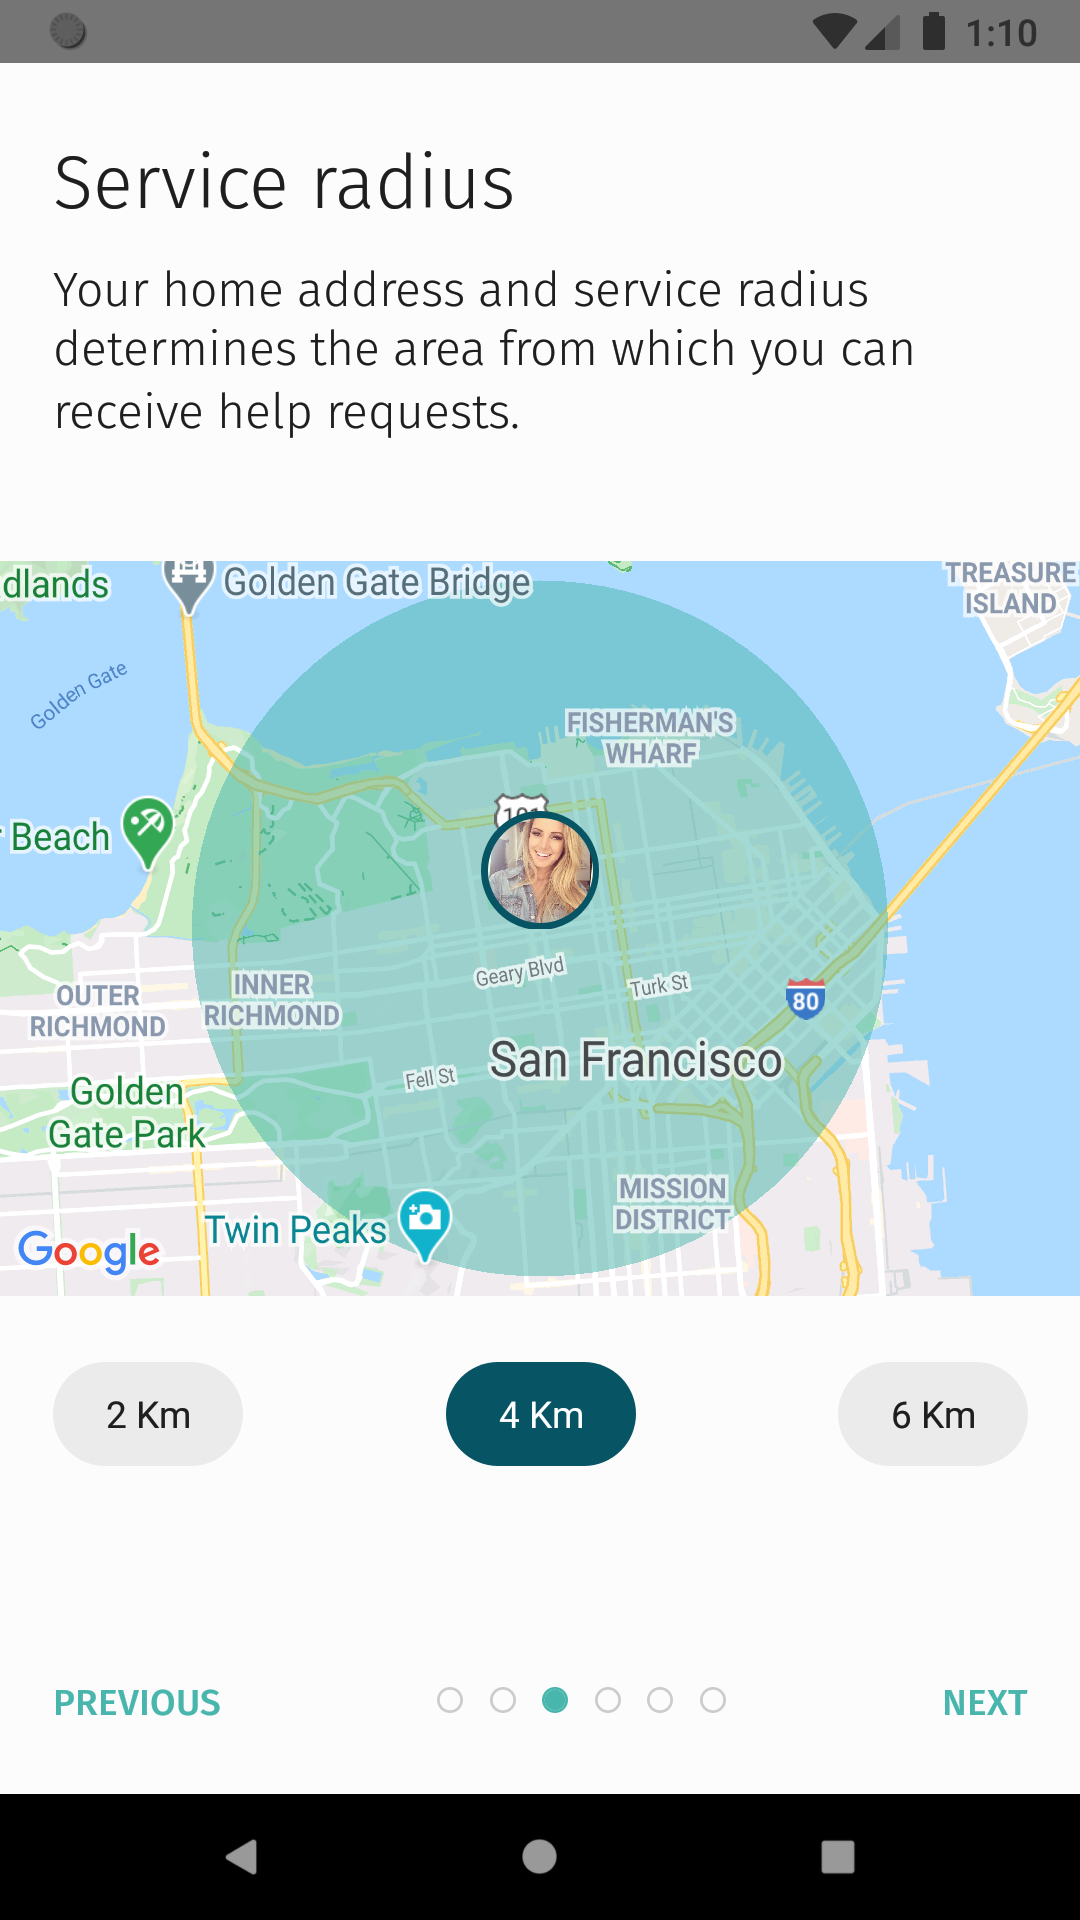 1:10
Service radius
Your home address and service radius
determines the area from which you can
receive help requests.
dlands
Golden Gate Bridge
TREASURE
ISLAND
Golden Gate
FISHERMAN'S
WHARF
Beach
101
Geary Blvd
Turk St
80
OUTER
RICHMOND
INNER
RICHMOND
San Francisco
Fell St
Golden
Gate Park
MISSION
DISTRICT
Twin Peaks
Google
2 Km
4 Km
6 Km
PREVIOUS
NEXT